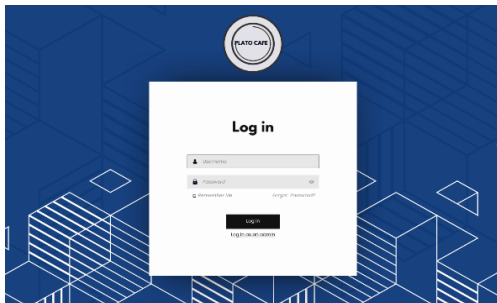 PLATO CAFE
Log in
Username
Password
Remember Me Forgot Password?
Log in
Log in as an admin